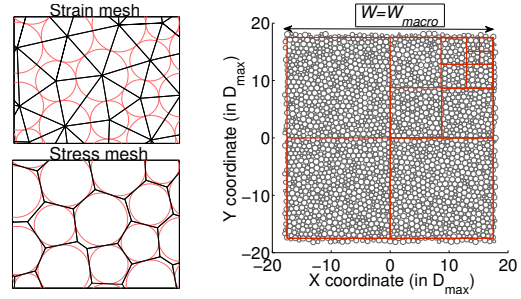 Strain mesh
Stress mesh
W=W_macro
20
10
0
−10
−20
Y coordinate (in D_max)
−20
−10
0
10
20
X coordinate (in D_max)